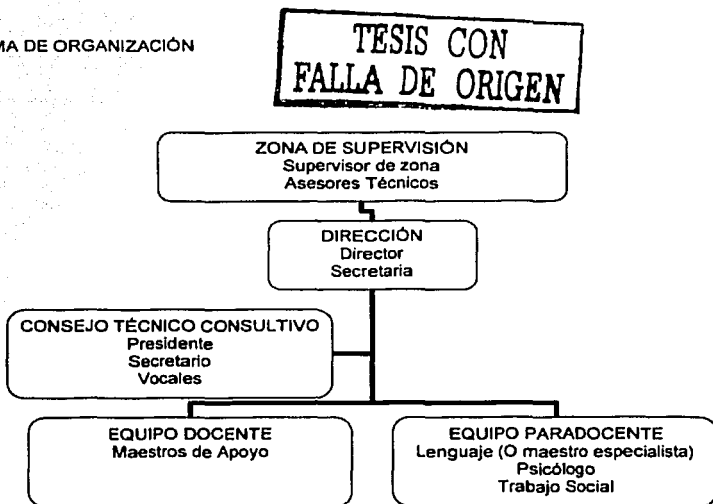 MA DE ORGANIZACIÓN
TESIS CON
FALLA DE ORIGEN
ZONA DE SUPERVISIÓN
Supervisor de zona
Asesores Técnicos
DIRECCIÓN
Director
Secretaria
CONSEJO TÉCNICO CONSULTIVO
Presidente
Secretario
Vocales
EQUIPO DOCENTE
Maestros de Apoyo
EQUIPO PARADOCENTE
Lenguaje (O maestro especialista)
Psicólogo
Trabajo Social